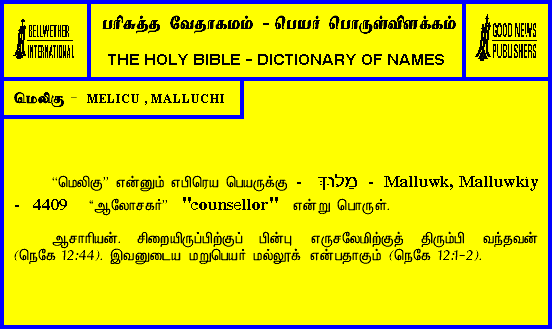 BELLWETHER
INTERNATIONAL
பரிசுத்த வேதாகமம் - பெயர் பொருள்விளக்கம்
THE HOLY BIBLE - DICTIONARY OF NAMES
GOOD NEWS
PUBLISHERS
மெலிகு - MELICU , MALLUCHI
“மெலிகு” என்னும் எபிரெய பெயருக்கு - מַלּוּךְ - Malluwk, Malluwkiy
- 4409 “ஆலோசகர்” "counsellor" என்று பொருள்.
ஆசாரியன். சிறையிருப்பிற்குப் பின்பு எருசலேமிற்குத் திரும்பி வந்தவன்
(நெகே 12:44). இவனுடைய மறுபெயர் மல்லூக் என்பதாகும் (நெகே 12:1-2).